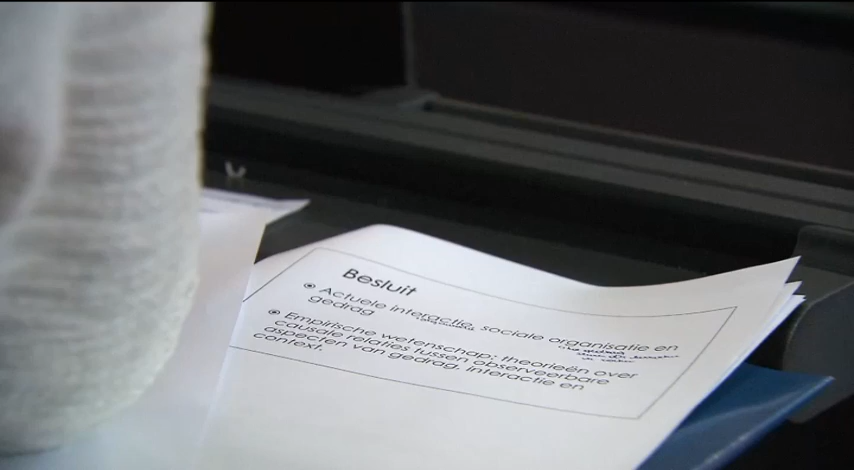 Besluit
Actuele interactie, sociale organisatie en
gedrag
Empirische wetenschap: theorieën over
causale relaties tussen observeerbare
aspecten van gedrag, interactie en
context.